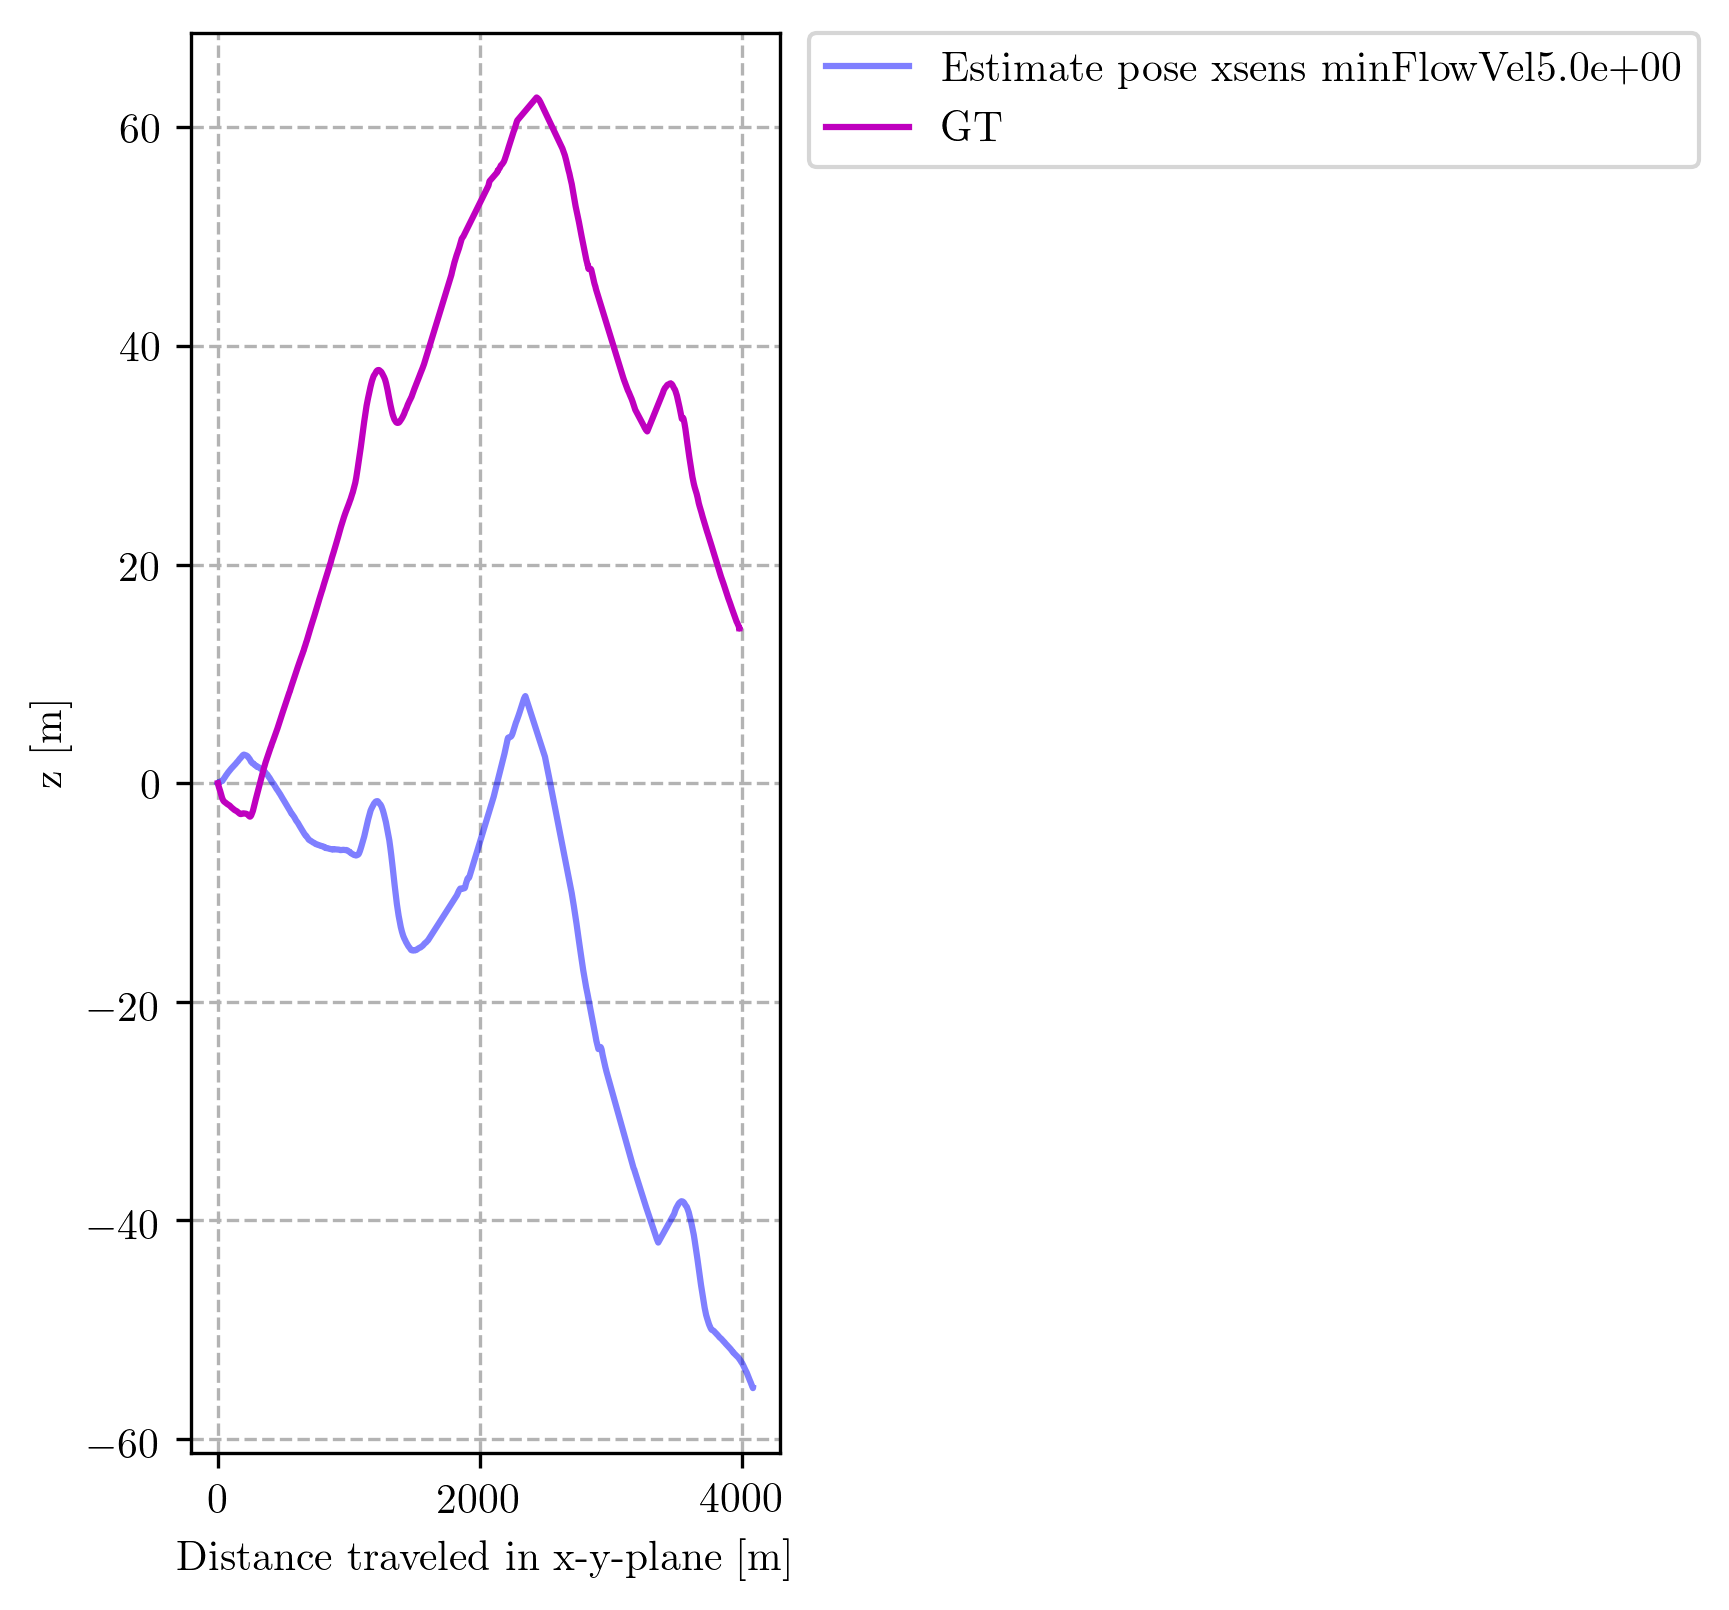 Estimate pose xsens minFlowVel5.0e+00
GT
60
40
20
0
−20
−40
−60
z [m]
0 2000 4000
Distance traveled in x-y-plane [m]